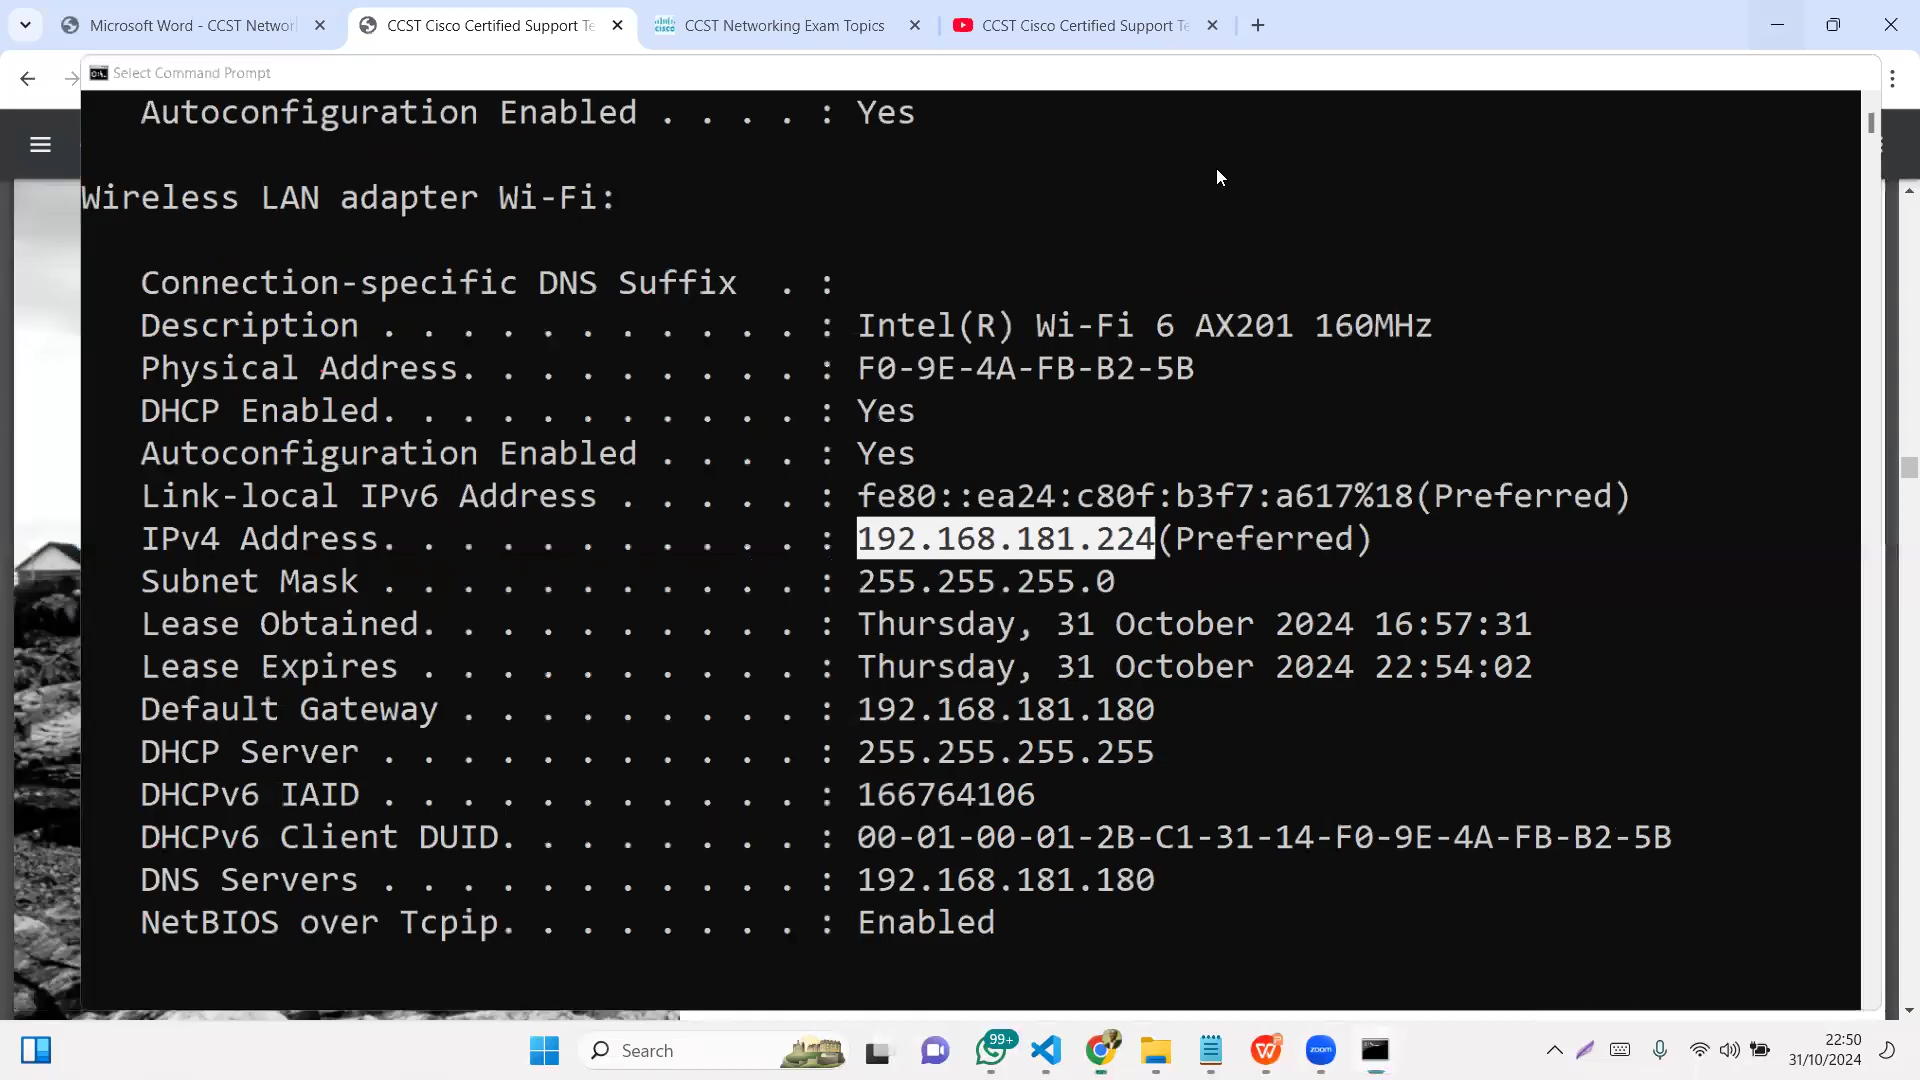 Microsoft Word - CCST Networ
CCST Cisco Certified Support Te
CCST Networking Exam Topics
CCST Cisco Certified Support Te
Select Command Prompt
Autoconfiguration Enabled . . . . : Yes
Wireless LAN adapter Wi-Fi:
Connection-specific DNS Suffix  . :
Description . . . . . . . . . . . : Intel(R) Wi-Fi 6 AX201 160MHz
Physical Address. . . . . . . . . : F0-9E-4A-FB-B2-5B
DHCP Enabled. . . . . . . . . . . : Yes
Autoconfiguration Enabled . . . . : Yes
Link-local IPv6 Address . . . . . : fe80::ea24:c80f:b3f7:a617%18(Preferred)
IPv4 Address. . . . . . . . . . . : 192.168.181.224(Preferred)
Subnet Mask . . . . . . . . . . . : 255.255.255.0
Lease Obtained. . . . . . . . . . : Thursday, 31 October 2024 16:57:31
Lease Expires . . . . . . . . . . : Thursday, 31 October 2024 22:54:02
Default Gateway . . . . . . . . . : 192.168.181.180
DHCP Server . . . . . . . . . . . : 255.255.255.255
DHCPv6 IAID . . . . . . . . . . . : 166764106
DHCPv6 Client DUID. . . . . . . . : 00-01-00-01-2B-C1-31-14-F0-9E-4A-FB-B2-5B
DNS Servers . . . . . . . . . . . : 192.168.181.180
NetBIOS over Tcpip. . . . . . . . : Enabled
Search
99+
zoom
22:50
31/10/2024